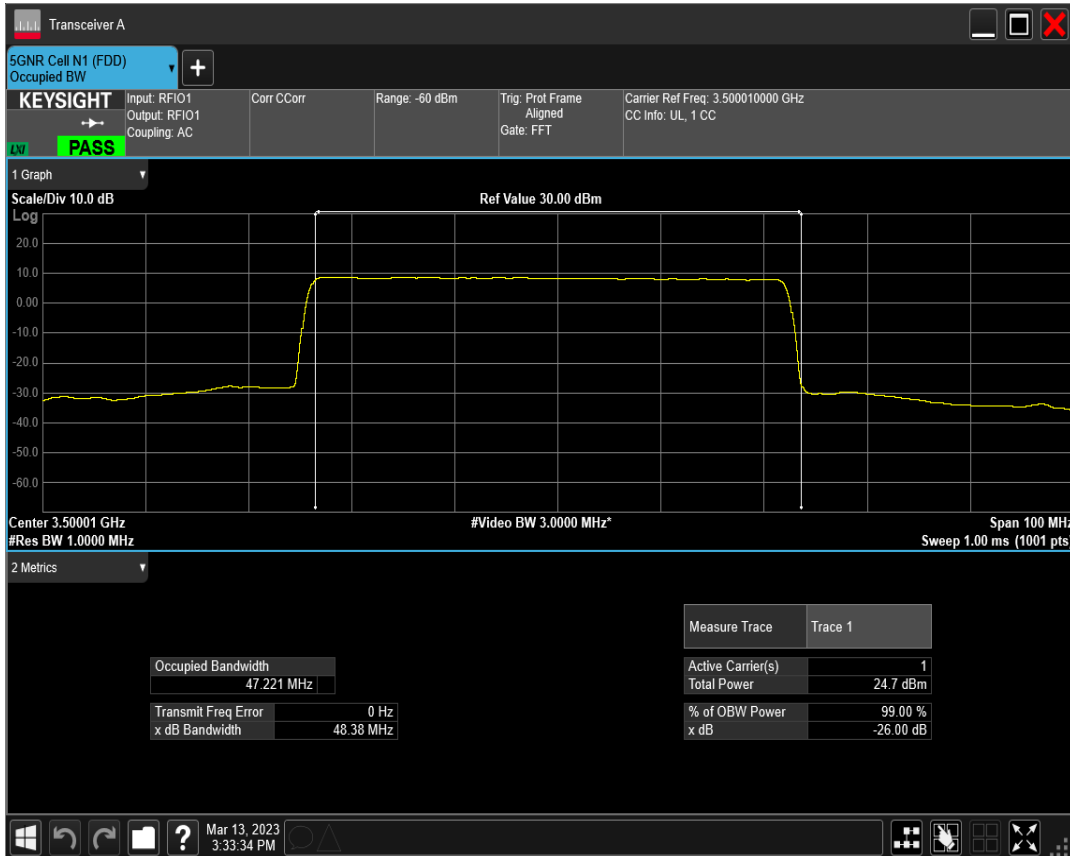 Transceiver A
5GNR Cell N1 (FDD)
Occupied BW
+
KEYSIGHT
LXI
PASS
Input: RFIO1
Output: RFIO1
Coupling: AC
Corr CCorr
Range: -60 dBm
Trig: Prot Frame
Aligned
Gate: FFT
Carrier Ref Freq: 3.500010000 GHz
CC Info: UL, 1 CC
1 Graph
Scale/Div 10.0 dB
Ref Value 30.00 dBm
Log
20.0
10.0
0.00
-10.0
-20.0
-30.0
-40.0
-50.0
-60.0
Center 3.50001 GHz
#Video BW 3.0000 MHz*
Span 100 MHz
#Res BW 1.0000 MHz
Sweep 1.00 ms (1001 pts)
2 Metrics
Measure Trace Trace 1
Occupied Bandwidth
47.221 MHz
Transmit Freq Error 0 Hz
x dB Bandwidth 48.38 MHz
Active Carrier(s) 1
Total Power 24.7 dBm
% of OBW Power 99.00 %
x dB -26.00 dB
?
Mar 13, 2023
3:33:34 PM